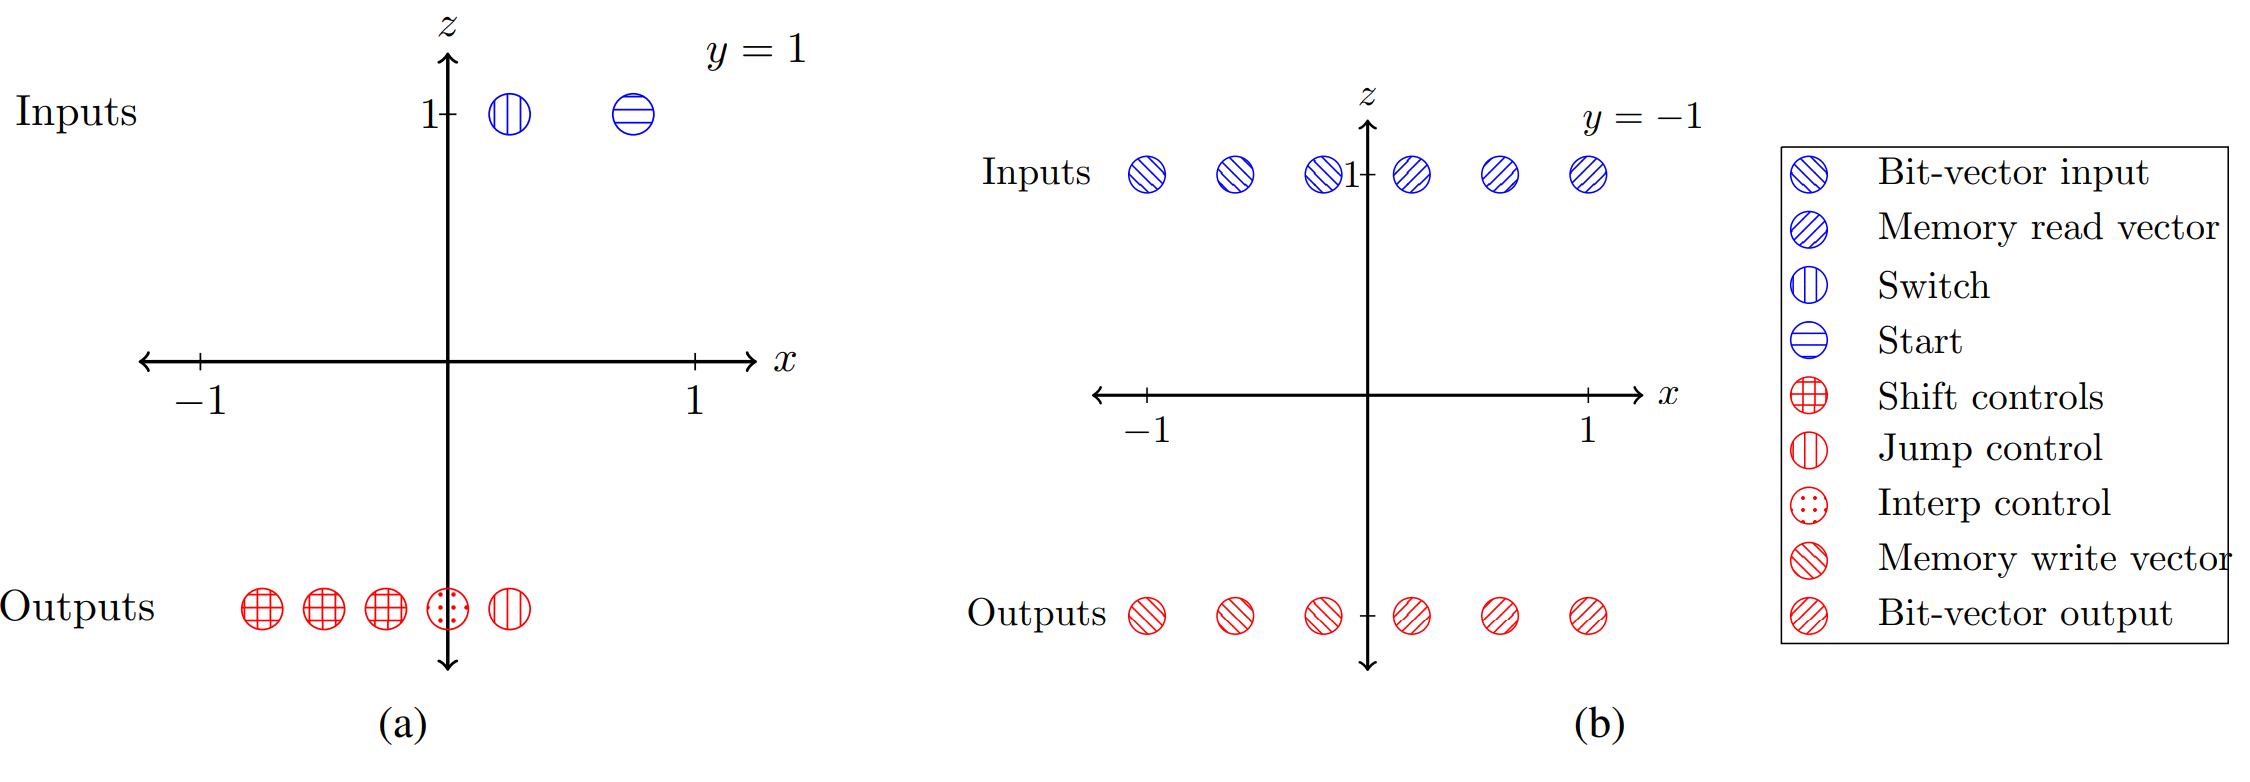 z
y = 1
Inputs
1
x
−1
1
Outputs
(a)
z
y = −1
Inputs
1
x
−1
1
Outputs
(b)
Bit-vector input
Memory read vector
Switch
Start
Shift controls
Jump control
Interp control
Memory write vector
Bit-vector output